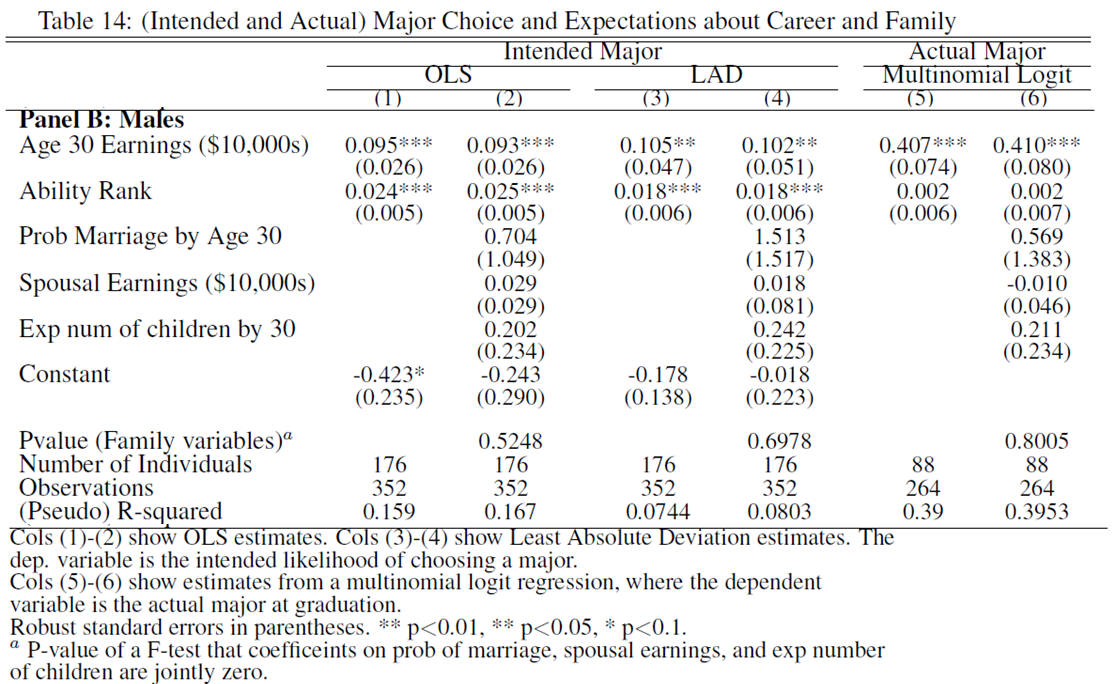 Table 14: (Intended and Actual) Major Choice and Expectations about Career and Family
Intended Major Actual Major
OLS LAD Multinomial Logit
(1) (2) (3) (4) (5) (6)
Panel B: Males
Age 30 Earnings ($10,000s) 0.095*** 0.093*** 0.105** 0.102** 0.407*** 0.410***
(0.026) (0.026) (0.047) (0.051) (0.074) (0.080)
Ability Rank 0.024*** 0.025*** 0.018*** 0.018*** 0.002 0.002
(0.005) (0.005) (0.006) (0.006) (0.006) (0.007)
Prob Marriage by Age 30 0.704 1.513 0.569
(1.049) (1.517) (1.383)
Spousal Earnings ($10,000s) 0.029 0.018 -0.010
(0.029) (0.081) (0.046)
Exp num of children by 30 0.202 0.242 0.211
(0.234) (0.225) (0.234)
Constant -0.423* -0.243 -0.178 -0.018
(0.235) (0.290) (0.138) (0.223)
Pvalue (Family variables)a 0.5248 0.6978 0.8005
Number of Individuals 176 176 176 176 88 88
Observations 352 352 352 352 264 264
(Pseudo) R-squared 0.159 0.167 0.0744 0.0803 0.39 0.3953
Cols (1)-(2) show OLS estimates. Cols (3)-(4) show Least Absolute Deviation estimates. The
dep. variable is the intended likelihood of choosing a major.
Cols (5)-(6) show estimates from a multinomial logit regression, where the dependent
variable is the actual major at graduation.
Robust standard errors in parentheses. ** p<0.01, ** p<0.05, * p<0.1.
a P-value of a F-test that coefficeints on prob of marriage, spousal earnings, and exp number
of children are jointly zero.